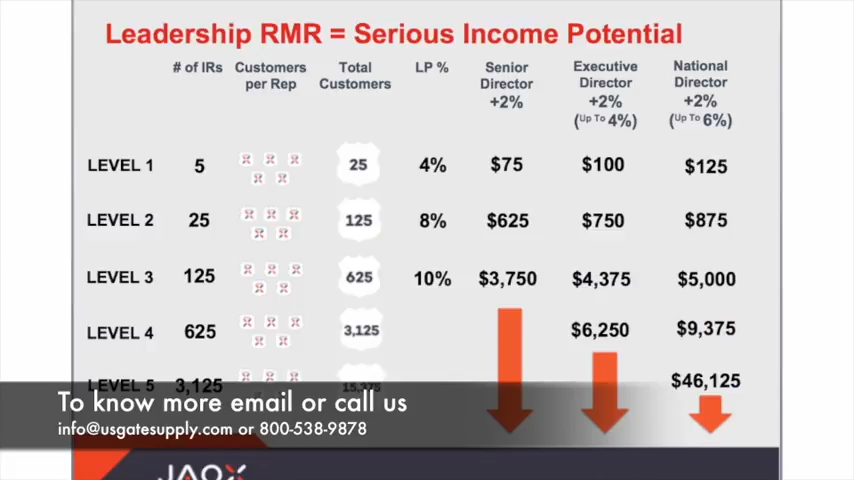 Leadership RMR = Serious Income Potential
# of IRs Customers per Rep Total Customers LP % Senior Director +2% Executive Director +2% (Up To 4%) National Director +2% (Up To 6%)
LEVEL 1 5 25 4% $75 $100 $125
LEVEL 2 25 125 8% $625 $750 $875
LEVEL 3 125 625 10% $3,750 $4,375 $5,000
LEVEL 4 625 3,125 $6,250 $9,375
LEVEL 5 3,125 $46,125
To know more email or call us
info@usgatesupply.com or 800-538-9878